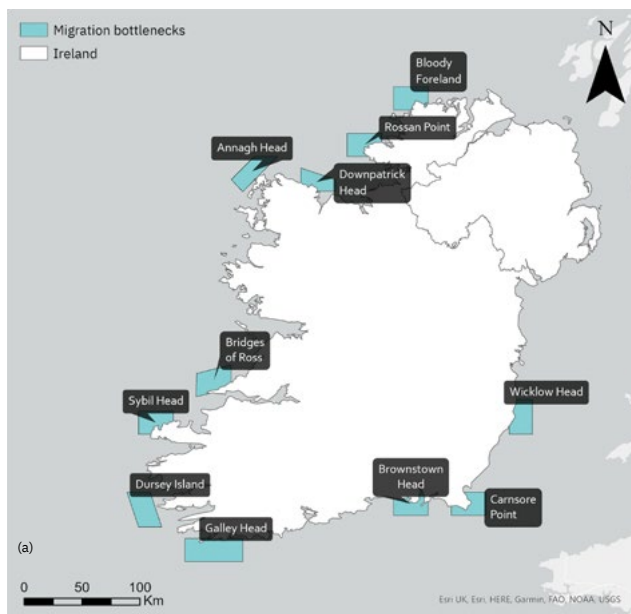 Migration bottlenecks
Ireland
N
Bloody
Foreland
Rossan Point
Annagh Head
Downpatrick
Head
Bridges
of Ross
Sybil Head
Wicklow Head
Dursey Island
Brownstown
Head
Carnsore
Point
Galley Head
(a)
0 50 100
Km
Esri UK, Esri, HERE, Garmin, FAO, NOAA, USGS